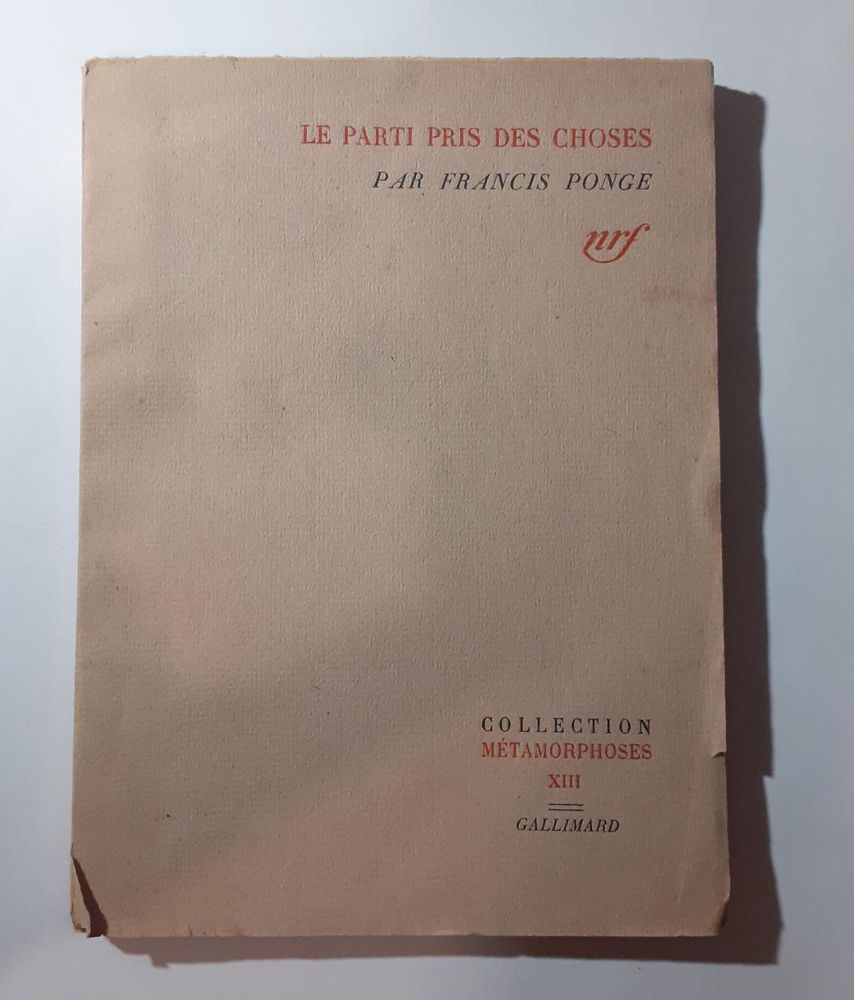 LE PARTI PRIS DES CHOSES
PAR FRANCIS PONGE
nrf
COLLECTION
MÉTAMORPHOSES
XIII
GALLIMARD